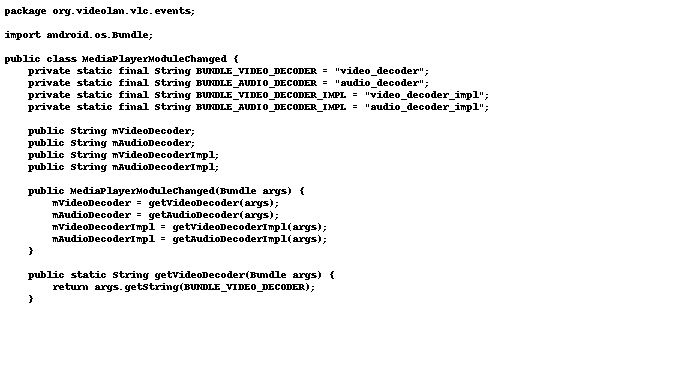 package org.videolan.vlc.events;

import android.os.Bundle;

public class MediaPlayerModuleChanged {
    private static final String BUNDLE_VIDEO_DECODER = "video_decoder";
    private static final String BUNDLE_AUDIO_DECODER = "audio_decoder";
    private static final String BUNDLE_VIDEO_DECODER_IMPL = "video_decoder_impl";
    private static final String BUNDLE_AUDIO_DECODER_IMPL = "audio_decoder_impl";

    public String mVideoDecoder;
    public String mAudioDecoder;
    public String mVideoDecoderImpl;
    public String mAudioDecoderImpl;

    public MediaPlayerModuleChanged(Bundle args) {
        mVideoDecoder = getVideoDecoder(args);
        mAudioDecoder = getAudioDecoder(args);
        mVideoDecoderImpl = getVideoDecoderImpl(args);
        mAudioDecoderImpl = getAudioDecoderImpl(args);
    }

    public static String getVideoDecoder(Bundle args) {
        return args.getString(BUNDLE_VIDEO_DECODER);
    }